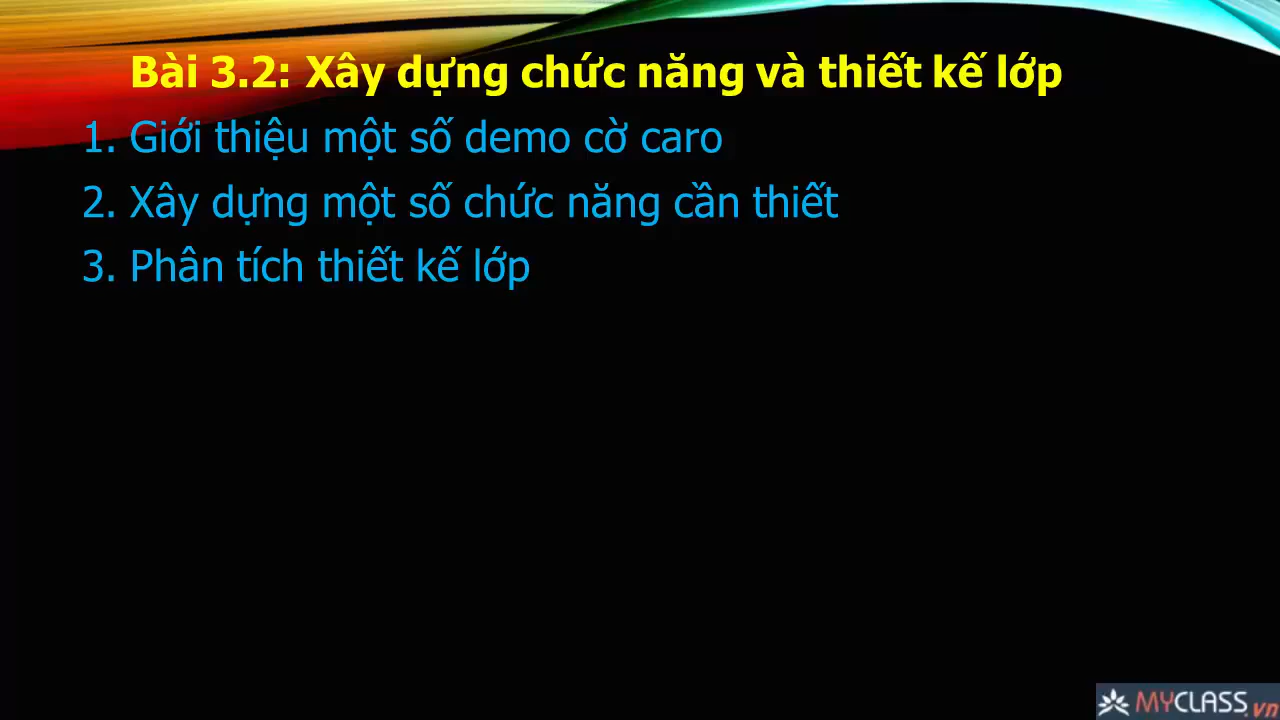 Bài 3.2: Xây dựng chức năng và thiết kế lớp
1. Giới thiệu một số demo cờ caro
2. Xây dựng một số chức năng cần thiết
3. Phân tích thiết kế lớp
MYCLASS.vn